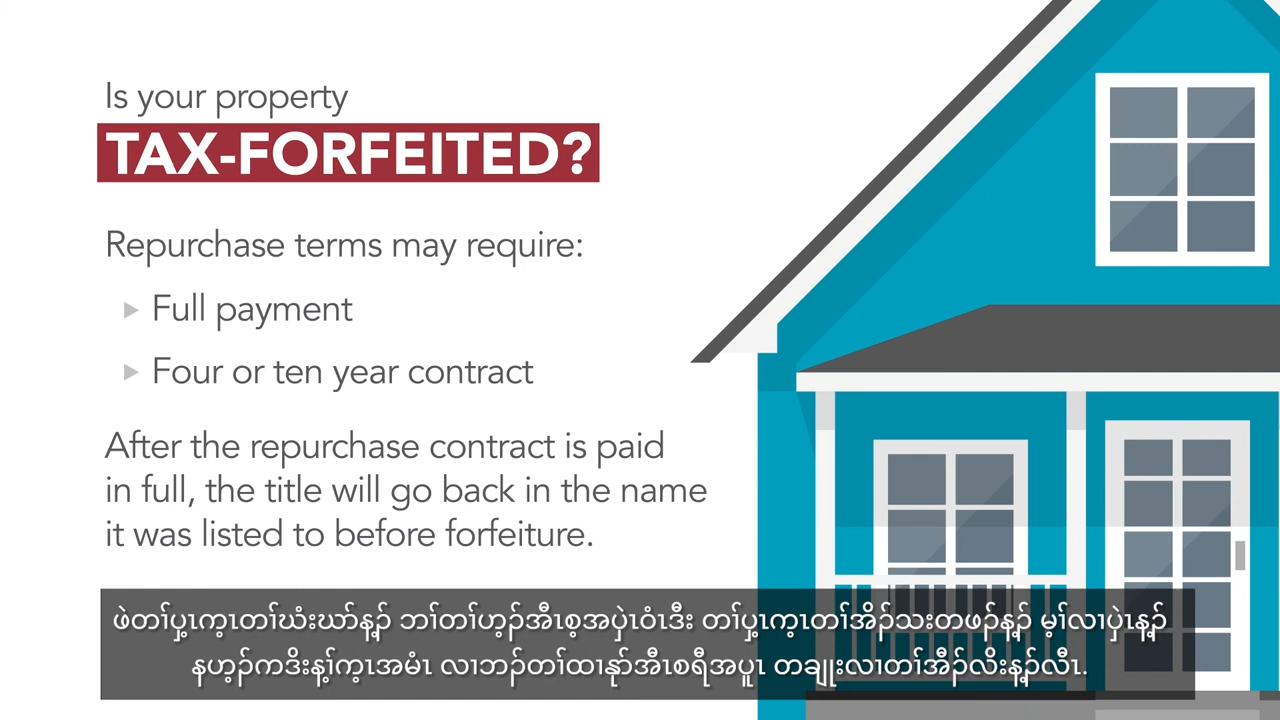 Is your property
TAX-FORFEITED?
Repurchase terms may require:
Full payment
Four or ten year contract
After the repurchase contract is paid
in full, the title will go back in the name
it was listed to before forfeiture.
ဖဲတၢ်ပှ့ၤက့ၤတၢ်ဃံးဃာ်န့ၣ် ဘၢ်တၢ်ဟ့ၣ်အီၤစ့အပှဲၤဝံၤဒီး တၢ်ပှ့ၤက့ၤတၢ်အိၣ်သးတဖၣ်န့ၣ် မ့ၢ်လၢပှဲၤန့ၣ်
နဟ့ၣ်ကဒိးန့ၢ်က့ၤအမံၤ လၢဘၣ်တၢ်ထၢနုာ်အီၤစရီအပူၤ တချုးလၢတၢ်အီၣ်လိးန့ၣ်လီၤ.